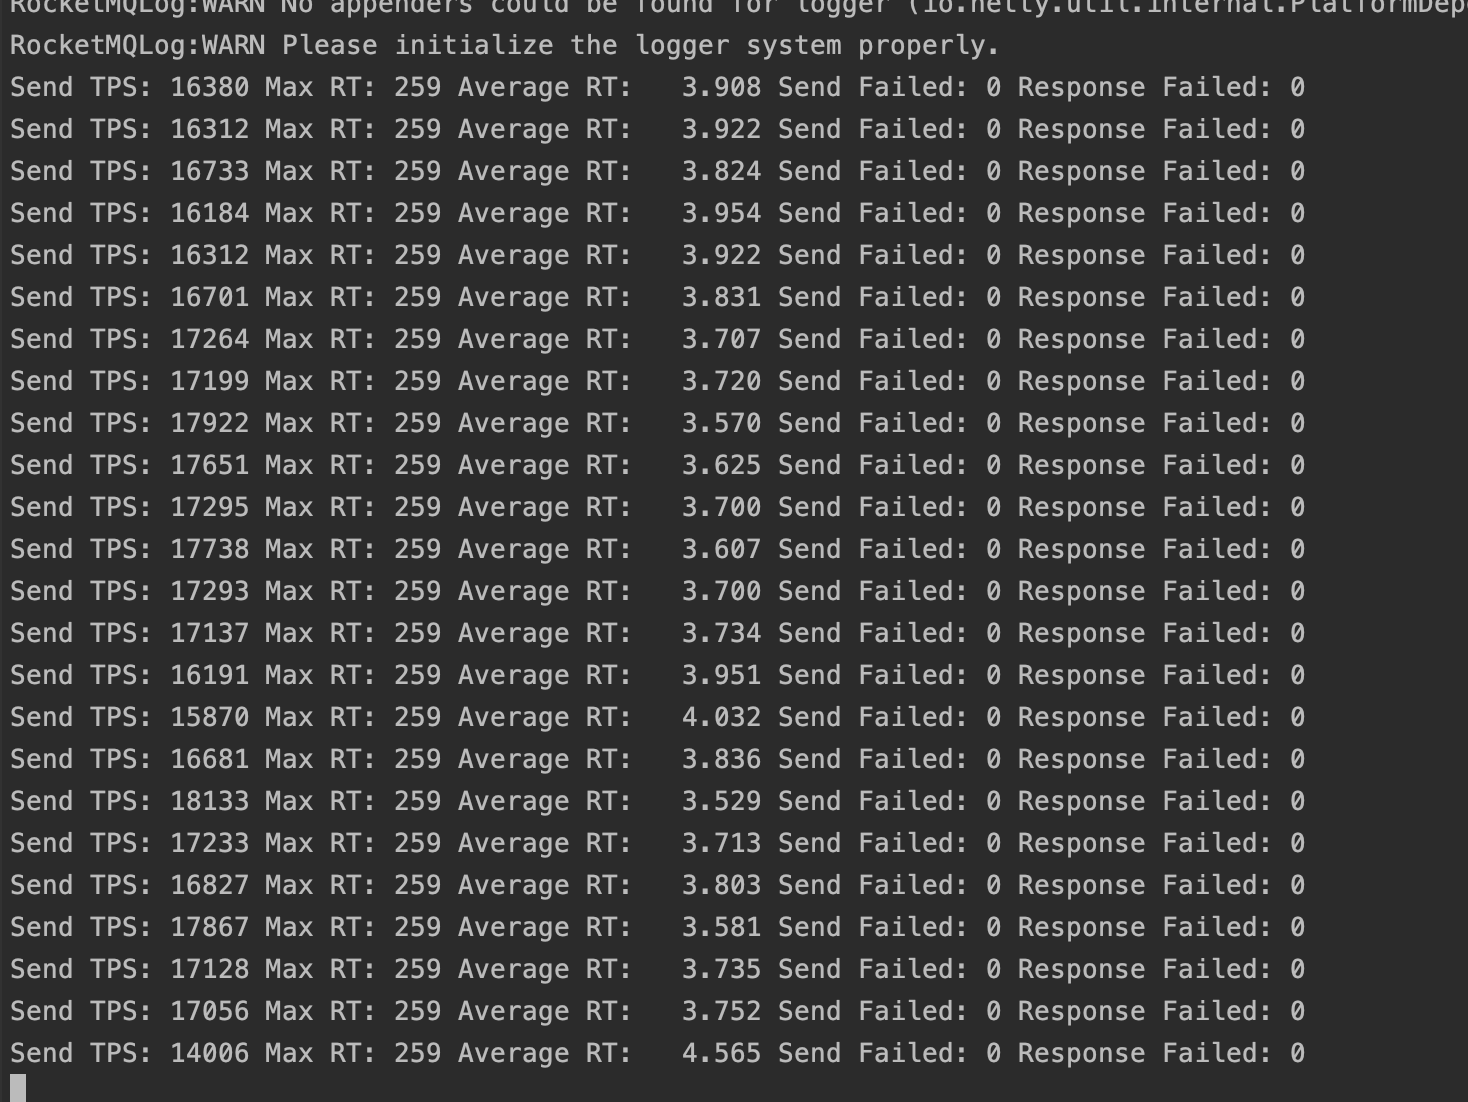 RocketMQLog:WARN No appenders could be found for logger (io.netty.util.internal.PlatformDepe
RocketMQLog:WARN Please initialize the logger system properly.
Send TPS: 16380 Max RT: 259 Average RT:   3.908 Send Failed: 0 Response Failed: 0
Send TPS: 16312 Max RT: 259 Average RT:   3.922 Send Failed: 0 Response Failed: 0
Send TPS: 16733 Max RT: 259 Average RT:   3.824 Send Failed: 0 Response Failed: 0
Send TPS: 16184 Max RT: 259 Average RT:   3.954 Send Failed: 0 Response Failed: 0
Send TPS: 16312 Max RT: 259 Average RT:   3.922 Send Failed: 0 Response Failed: 0
Send TPS: 16701 Max RT: 259 Average RT:   3.831 Send Failed: 0 Response Failed: 0
Send TPS: 17264 Max RT: 259 Average RT:   3.707 Send Failed: 0 Response Failed: 0
Send TPS: 17199 Max RT: 259 Average RT:   3.720 Send Failed: 0 Response Failed: 0
Send TPS: 17922 Max RT: 259 Average RT:   3.570 Send Failed: 0 Response Failed: 0
Send TPS: 17651 Max RT: 259 Average RT:   3.625 Send Failed: 0 Response Failed: 0
Send TPS: 17295 Max RT: 259 Average RT:   3.700 Send Failed: 0 Response Failed: 0
Send TPS: 17738 Max RT: 259 Average RT:   3.607 Send Failed: 0 Response Failed: 0
Send TPS: 17293 Max RT: 259 Average RT:   3.700 Send Failed: 0 Response Failed: 0
Send TPS: 17137 Max RT: 259 Average RT:   3.734 Send Failed: 0 Response Failed: 0
Send TPS: 16191 Max RT: 259 Average RT:   3.951 Send Failed: 0 Response Failed: 0
Send TPS: 15870 Max RT: 259 Average RT:   4.032 Send Failed: 0 Response Failed: 0
Send TPS: 16681 Max RT: 259 Average RT:   3.836 Send Failed: 0 Response Failed: 0
Send TPS: 18133 Max RT: 259 Average RT:   3.529 Send Failed: 0 Response Failed: 0
Send TPS: 17233 Max RT: 259 Average RT:   3.713 Send Failed: 0 Response Failed: 0
Send TPS: 16827 Max RT: 259 Average RT:   3.803 Send Failed: 0 Response Failed: 0
Send TPS: 17867 Max RT: 259 Average RT:   3.581 Send Failed: 0 Response Failed: 0
Send TPS: 17128 Max RT: 259 Average RT:   3.735 Send Failed: 0 Response Failed: 0
Send TPS: 17056 Max RT: 259 Average RT:   3.752 Send Failed: 0 Response Failed: 0
Send TPS: 14006 Max RT: 259 Average RT:   4.565 Send Failed: 0 Response Failed: 0